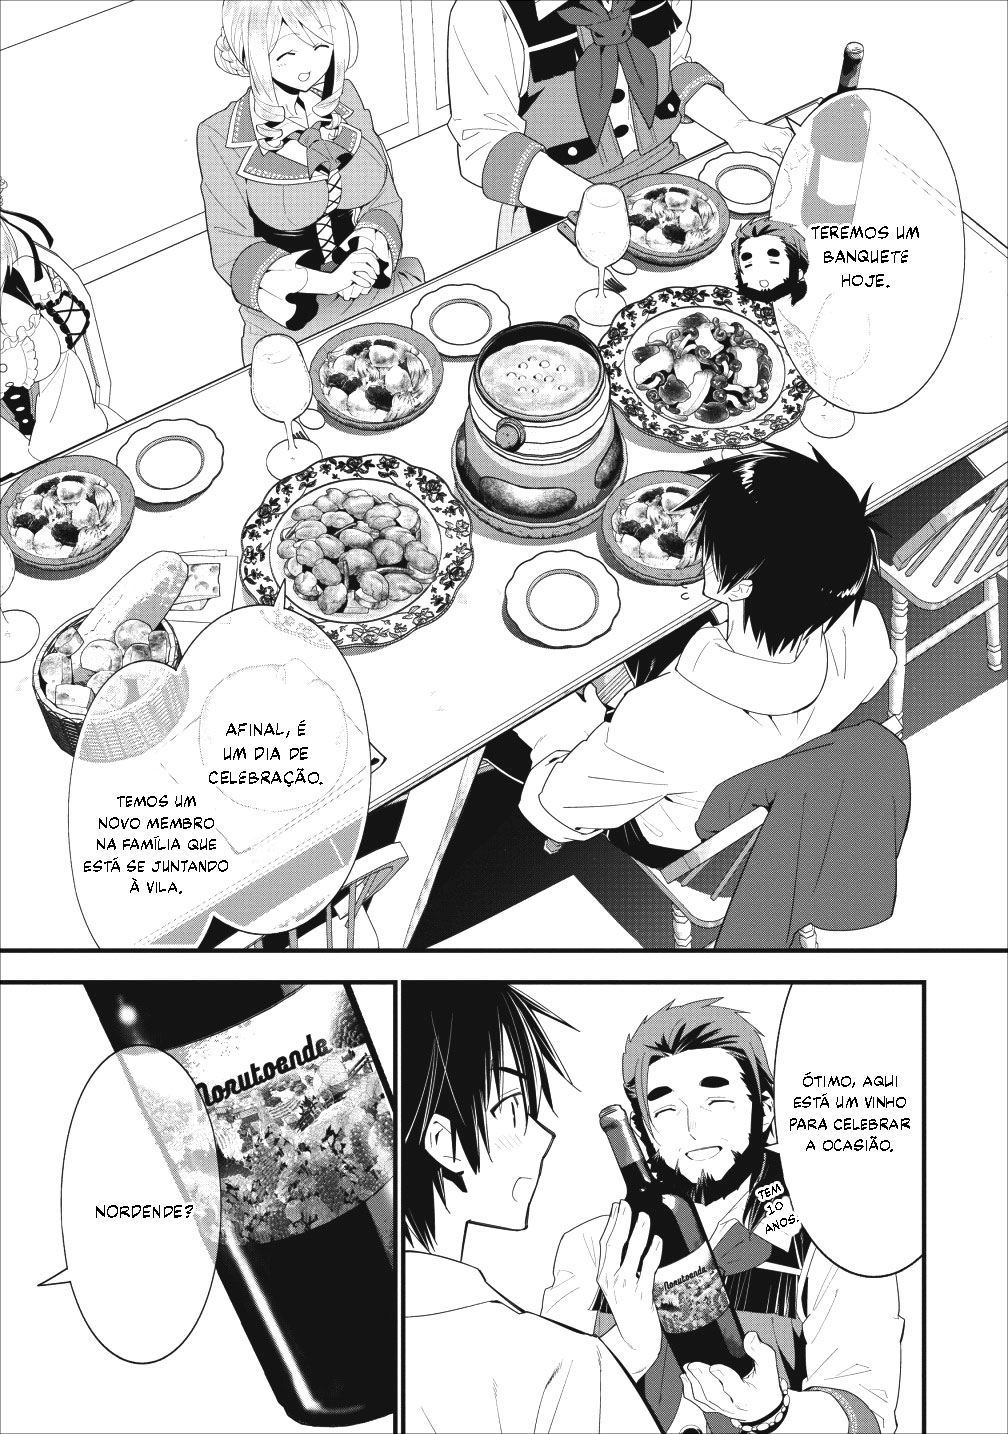 TEREMOS UM
BANQUETE
HOJE.
AFINAL, É
UM DIA DE
CELEBRAÇÃO.
TEMOS UM
NOVO MEMBRO
NA FAMÍLIA QUE
ESTÁ SE JUNTANDO
À VILA.
ÓTIMO, AQUI
ESTÁ UM VINHO
PARA CELEBRAR
A OCASIÃO.
TEM
10
ANOS.
Norutoende
Norutoende
NORDENDE?